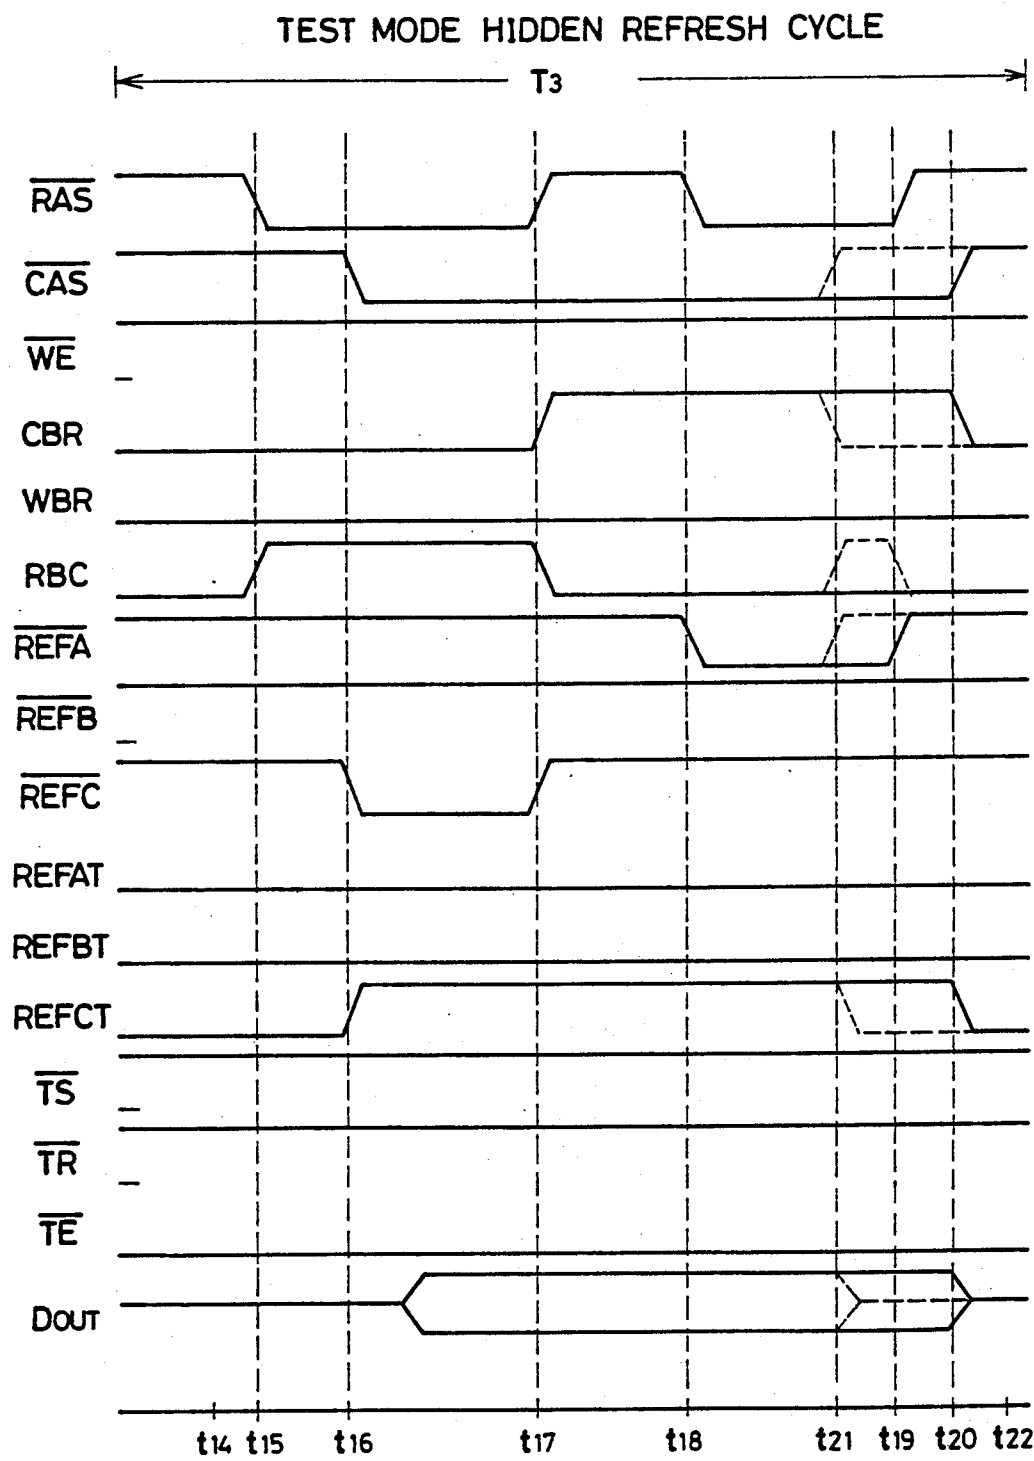 TEST MODE HIDDEN REFRESH CYCLE
T3
RAS
CAS
WE
CBR
WBR
RBC
REFA
REFB
REFC
REFAT
REFBT
REFCT
TS
TR
TE
DOUT
t14 t15 t16 t17 t18 t21 t19 t20 t22